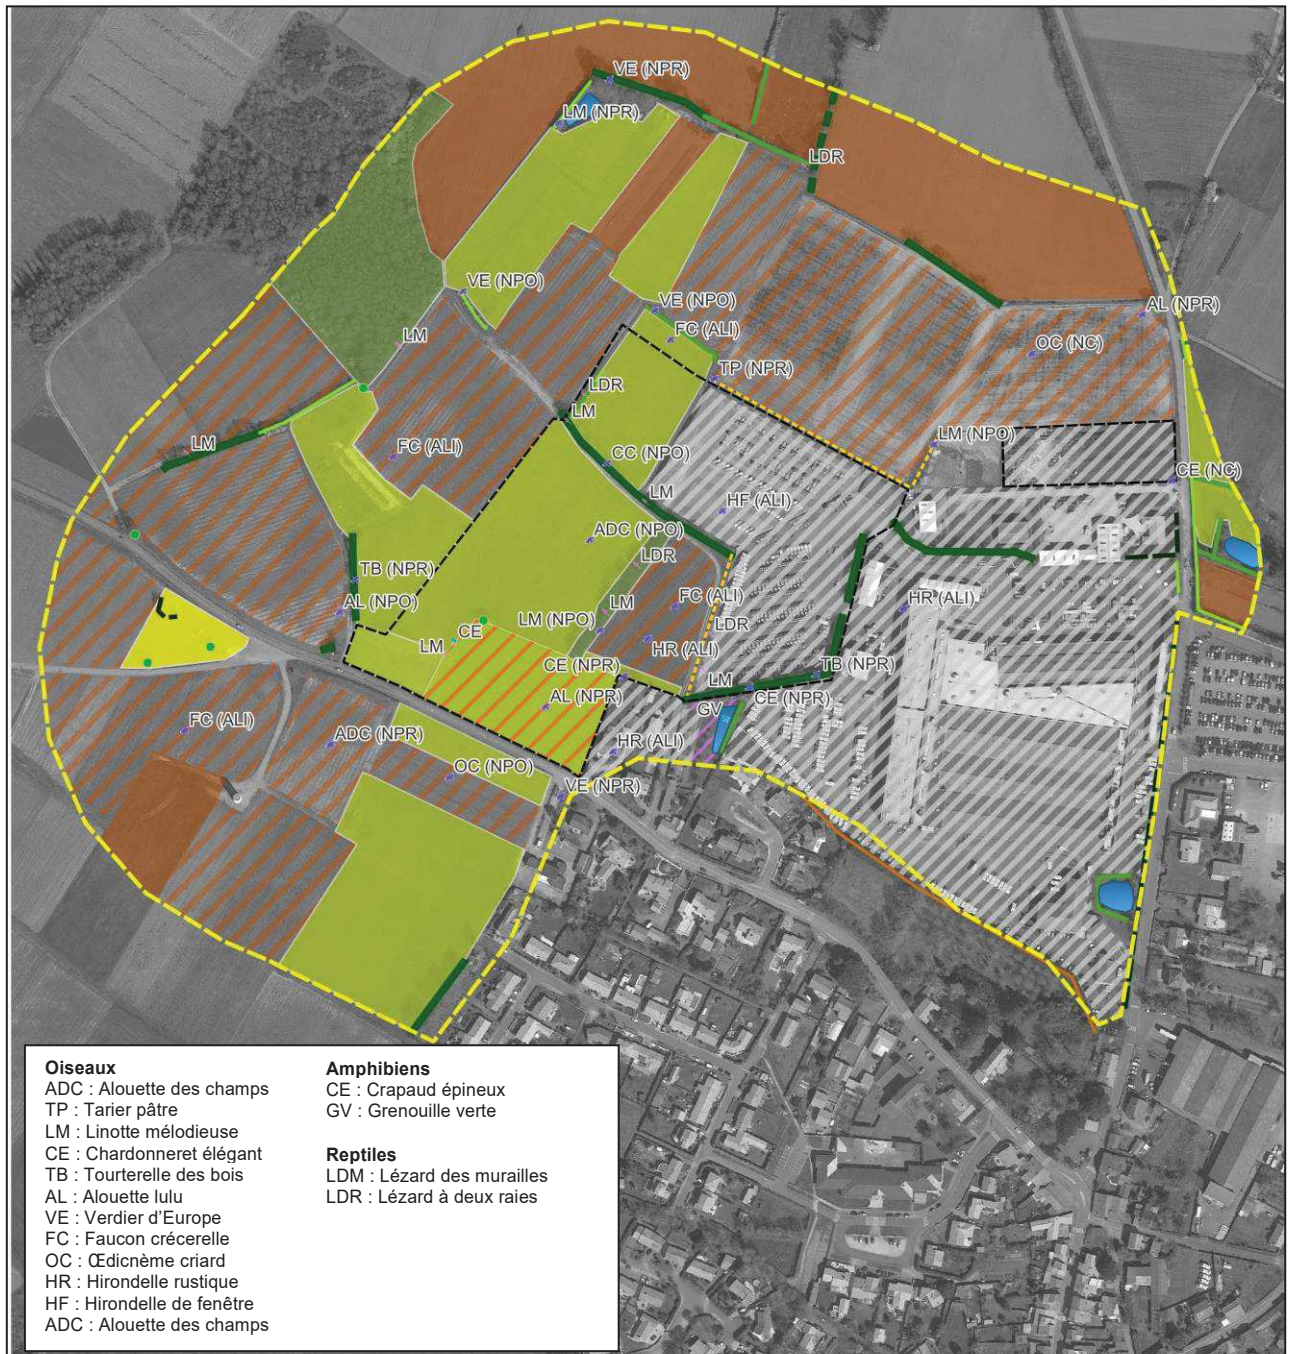 VE (NPR)
LM (NPR)
LDR
VE (NPO)
VE (NPO)
AL (NPR)
FC (ALI)
LM
OC (NC)
TP (NPR)
LDR
LM
LM
LM (NPO)
FC (ALI)
CC (NPO)
CE (NC)
LM
HF (ALI)
ADC (NPO)
LDR
TB (NPR)
FC (ALI)
HR (ALI)
AL (NPO)
LM
LM (NPO)
LDR
CE
LM
HR (ALI)
CE (NPR)
LM
TB (NPR)
CE (NPR)
AL (NPR)
GV
FC (ALI)
ADC (NPR)
HR (ALI)
OC (NPO)
VE (NPR)
Oiseaux
ADC : Alouette des champs
TP : Tarier pâtre
LM : Linotte mélodieuse
CE : Chardonneret élégant
TB : Tourterelle des bois
AL : Alouette lulu
VE : Verdier d'Europe
FC : Faucon crécerelle
OC : Œdicnème criard
HR : Hirondelle rustique
HF : Hirondelle de fenêtre
ADC : Alouette des champs
Amphibiens
CE : Crapaud épineux
GV : Grenouille verte
Reptiles
LDM : Lézard des murailles
LDR : Lézard à deux raies